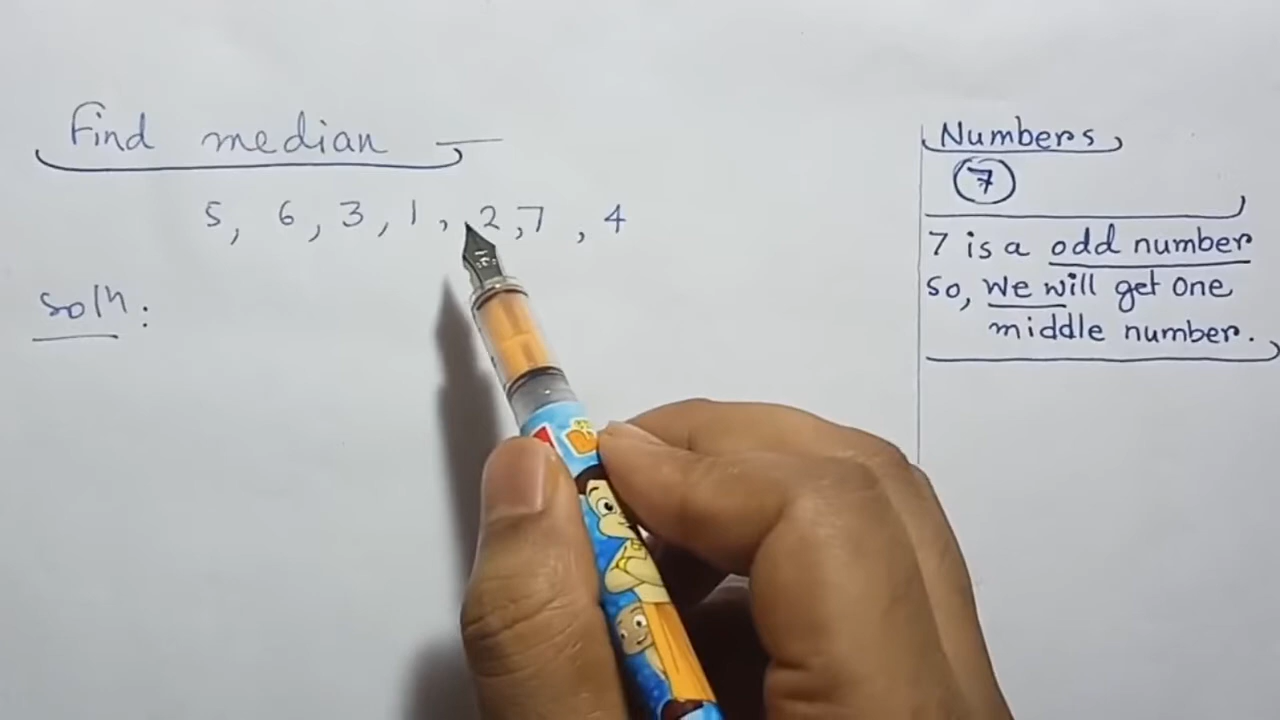 Find median —
5, 6, 3, 1, 2, 7, 4
Soln:
Numbers
7
7 is a odd number
So, we will get one
middle number.